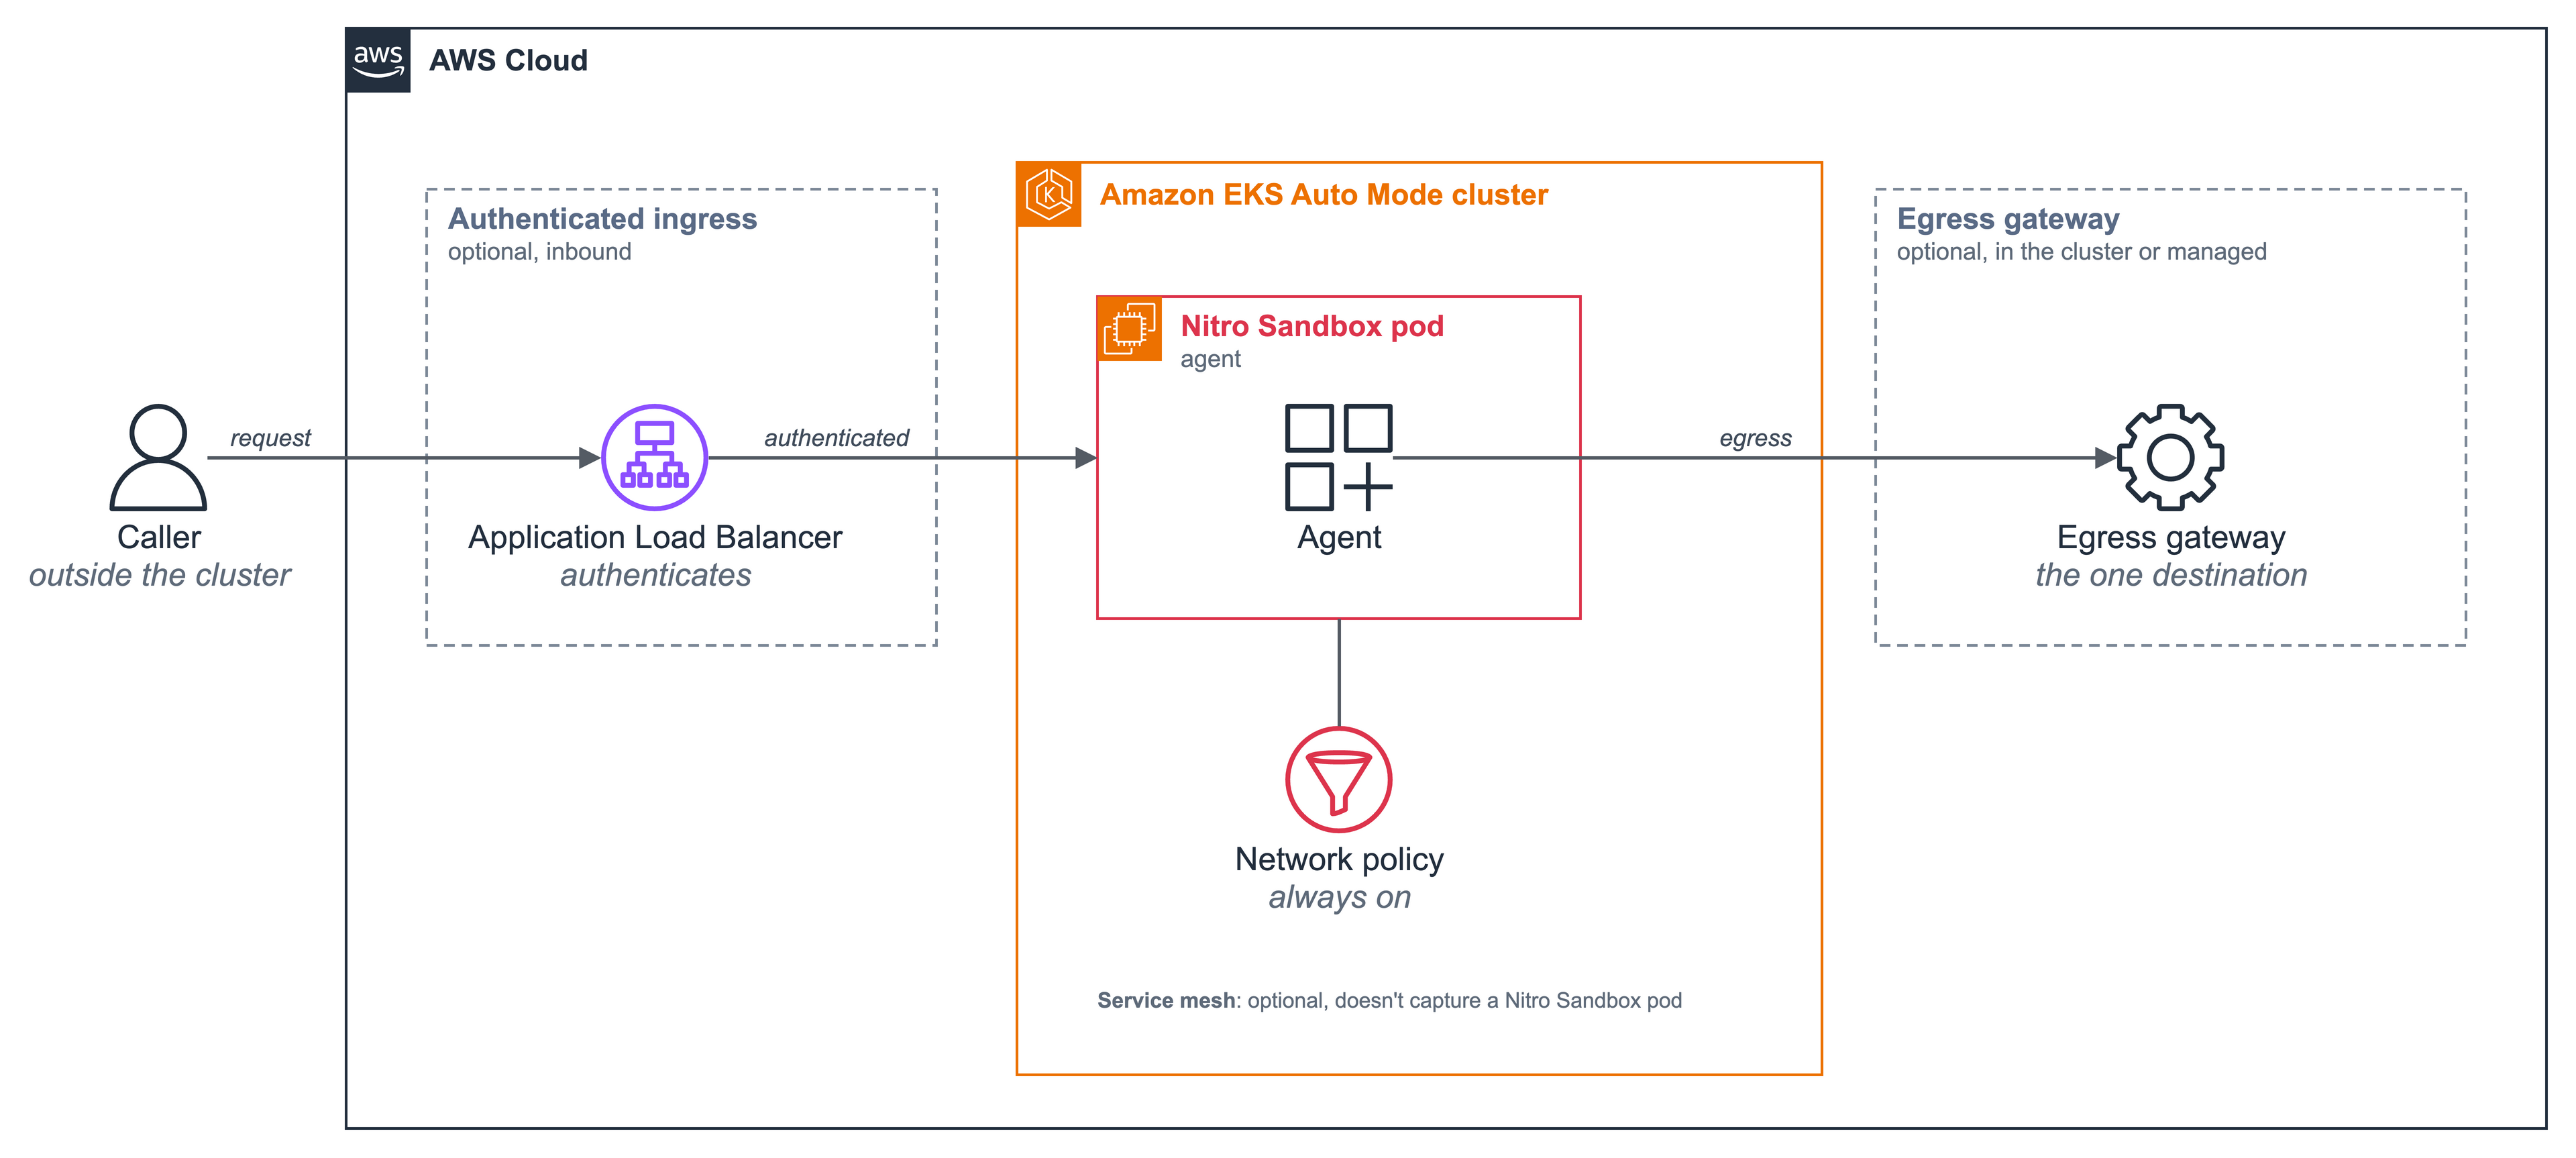 aws
AWS Cloud
Authenticated ingress
optional, inbound
Amazon EKS Auto Mode cluster
K
Egress gateway
optional, in the cluster or managed
Nitro Sandbox pod
agent
request
authenticated
egress
Caller
outside the cluster
Application Load Balancer
authenticates
Agent
Egress gateway
the one destination
Network policy
always on
Service mesh: optional, doesn't capture a Nitro Sandbox pod